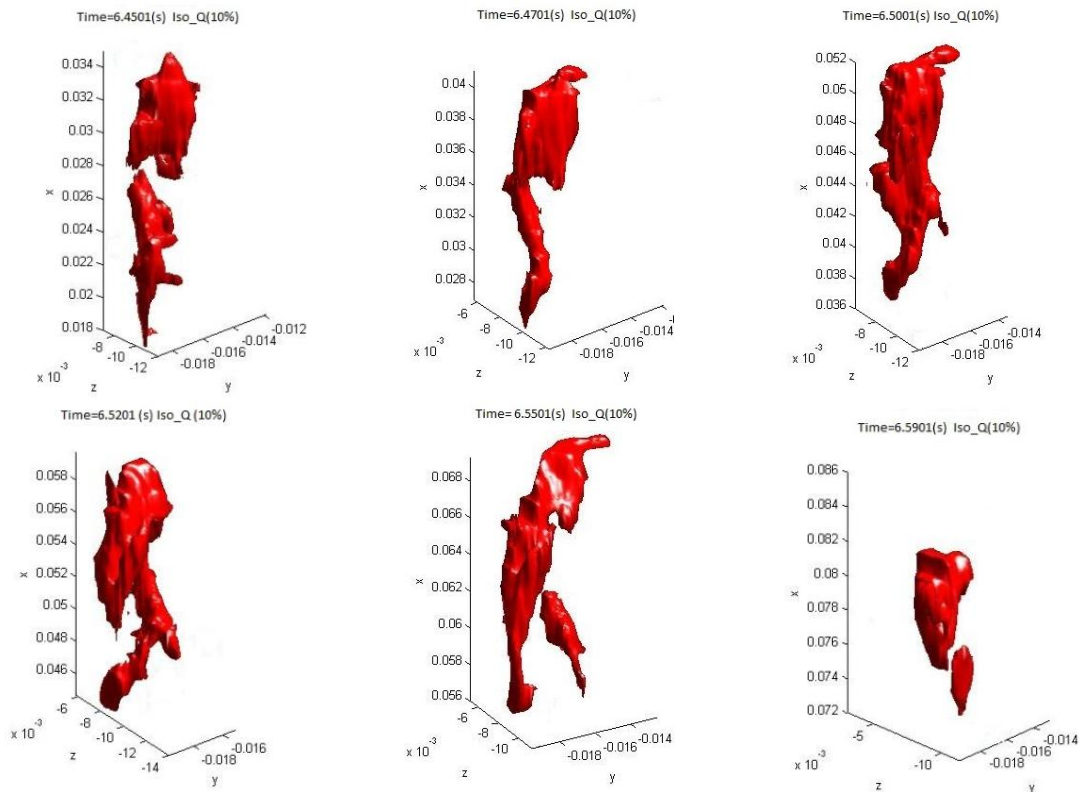 Time=6.4501(s) Iso_Q(10%)
0.034
0.032
0.03
0.028
0.026
0.024
0.022
0.02
0.018
x
-8
-10
-12
x 10⁻³
z
-0.018
-0.016
-0.014
-0.012
y
Time=6.4701(s) Iso_Q(10%)
0.04
0.038
0.036
0.034
0.032
0.03
0.028
x
-6
-8
-10
-12
x 10⁻³
z
-0.018
-0.016
-0.014
y
Time=6.5001(s) Iso_Q(10%)
0.052
0.05
0.048
0.046
0.044
0.042
0.04
0.038
0.036
x
-8
-10
-12
x 10⁻³
z
-0.018
-0.016
-0.014
y
Time=6.5201 (s) Iso_Q(10%)
0.058
0.056
0.054
0.052
0.05
0.048
0.046
x
-6
-8
-10
-12
-14
x 10⁻³
z
-0.018
-0.016
y
Time= 6.5501(s) Iso_Q(10%)
0.068
0.066
0.064
0.062
0.06
0.058
0.056
x
-6
-8
-10
-12
x 10⁻³
z
-0.018
-0.016
-0.014
y
Time=6.5901(s) Iso_Q(10%)
0.086
0.084
0.082
0.08
0.078
0.076
0.074
0.072
x
-5
-10
x 10⁻³
z
-0.018
-0.016
-0.014
y